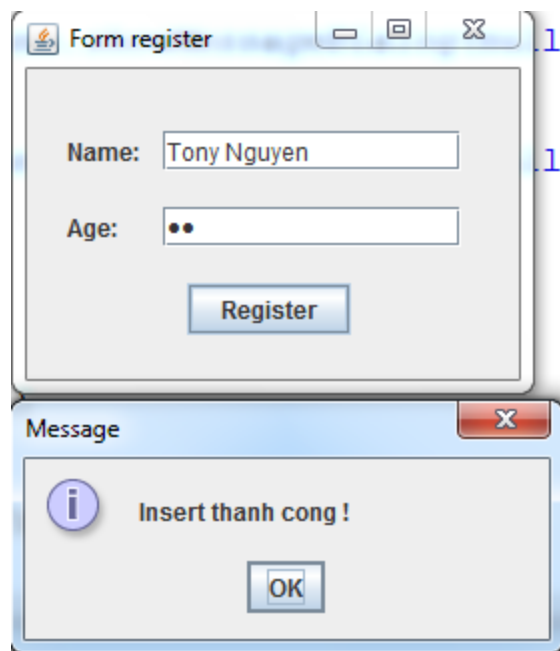 Form register
Name: Tony Nguyen
Age: ••
Register
Message
Insert thanh cong !
OK